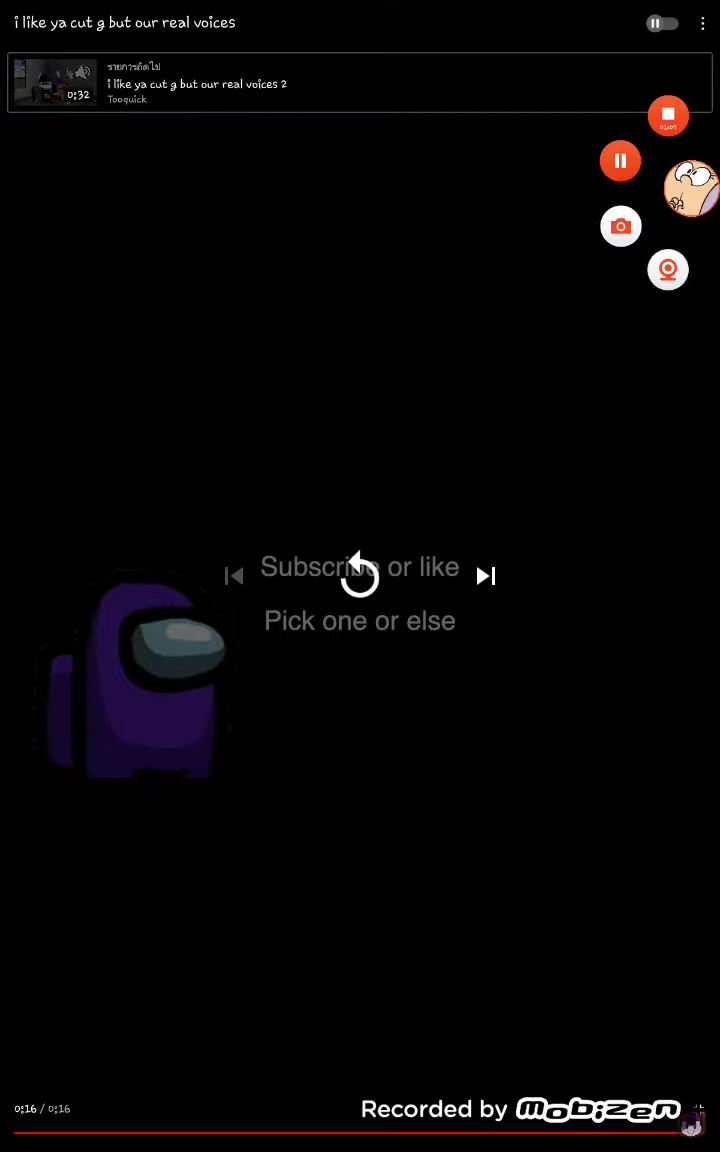 i like ya cut g but our real voices
รายการถัดไป
i like ya cut g but our real voices 2
0:32
Tooquick
Subscribe or like
Pick one or else
0:16 / 0:16
Recorded by mobizen